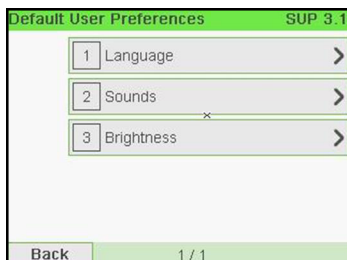 Default User Preferences SUP 3.1
1 Language
2 Sounds
3 Brightness
Back 1 / 1